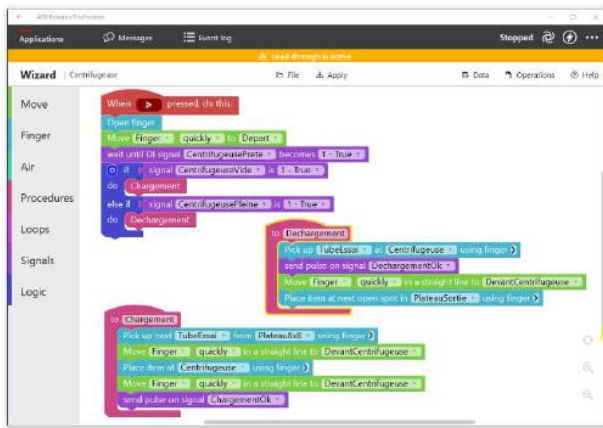 Applications Messages Event log Stopped
Lead-through is active
Wizard | Centrifugeuse File Apply Data Operations Help
Move
Finger
Air
Procedures
Loops
Signals
Logic
When pressed, do this:
Open finger
Move Finger quickly to Depart
wait until DI signal CentrifugeusePrete becomes 1 - True
if signal CentrifugeuseVide is 1 - True
do Chargement
else if signal CentrifugeusePleine is 1 - True
do Dechargement
to Dechargement
Pick up TubeEssai at Centrifugeuse using finger
send pulse on signal DechargementOk
Move Finger quickly in a straight line to DevantCentrifugeuse
Place item at next open spot in PlateauSortie using finger
to Chargement
Pick up next TubeEssai from Plateau8x8 using finger
Move Finger quickly in a straight line to DevantCentrifugeuse
Place item at Centrifugeuse using finger
Move Finger quickly in a straight line to DevantCentrifugeuse
send pulse on signal ChargementOk